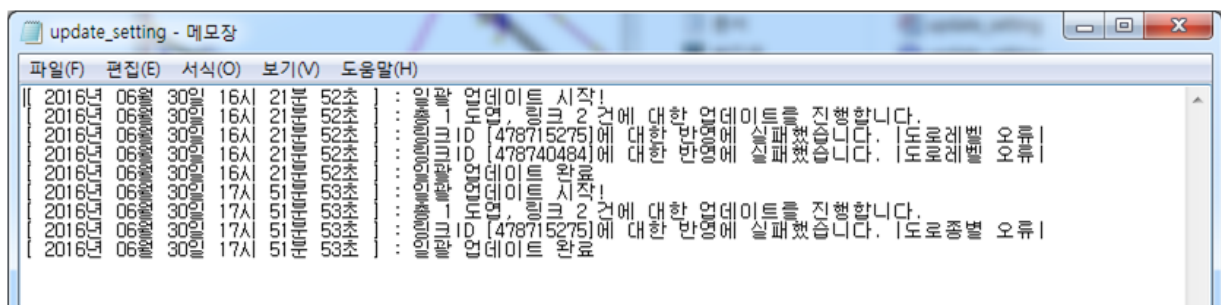 update_setting - 메모장
파일(F) 편집(E) 서식(O) 보기(V) 도움말(H)
[ 2016년 06월 30일 16시 21분 52초 ] : 일괄 업데이트 시작!
[ 2016년 06월 30일 16시 21분 52초 ] : 총 1 도엽, 링크 2 건에 대한 업데이트를 진행합니다.
[ 2016년 06월 30일 16시 21분 52초 ] : 링크ID [478715275]에 대한 반영에 실패했습니다. |도로레벨 오류|
[ 2016년 06월 30일 16시 21분 52초 ] : 링크ID [478740484]에 대한 반영에 실패했습니다. |도로레벨 오류|
[ 2016년 06월 30일 16시 21분 52초 ] : 일괄 업데이트 완료
[ 2016년 06월 30일 17시 51분 53초 ] : 일괄 업데이트 시작!
[ 2016년 06월 30일 17시 51분 53초 ] : 총 1 도엽, 링크 2 건에 대한 업데이트를 진행합니다.
[ 2016년 06월 30일 17시 51분 53초 ] : 링크ID [478715275]에 대한 반영에 실패했습니다. |도로종별 오류|
[ 2016년 06월 30일 17시 51분 53초 ] : 일괄 업데이트 완료